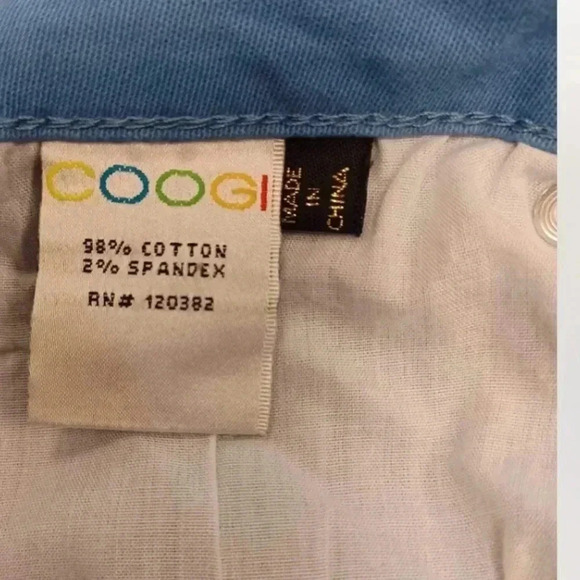 COOGI
98% COTTON
2% SPANDEX
RN# 120382
MADE
IN
CHINA